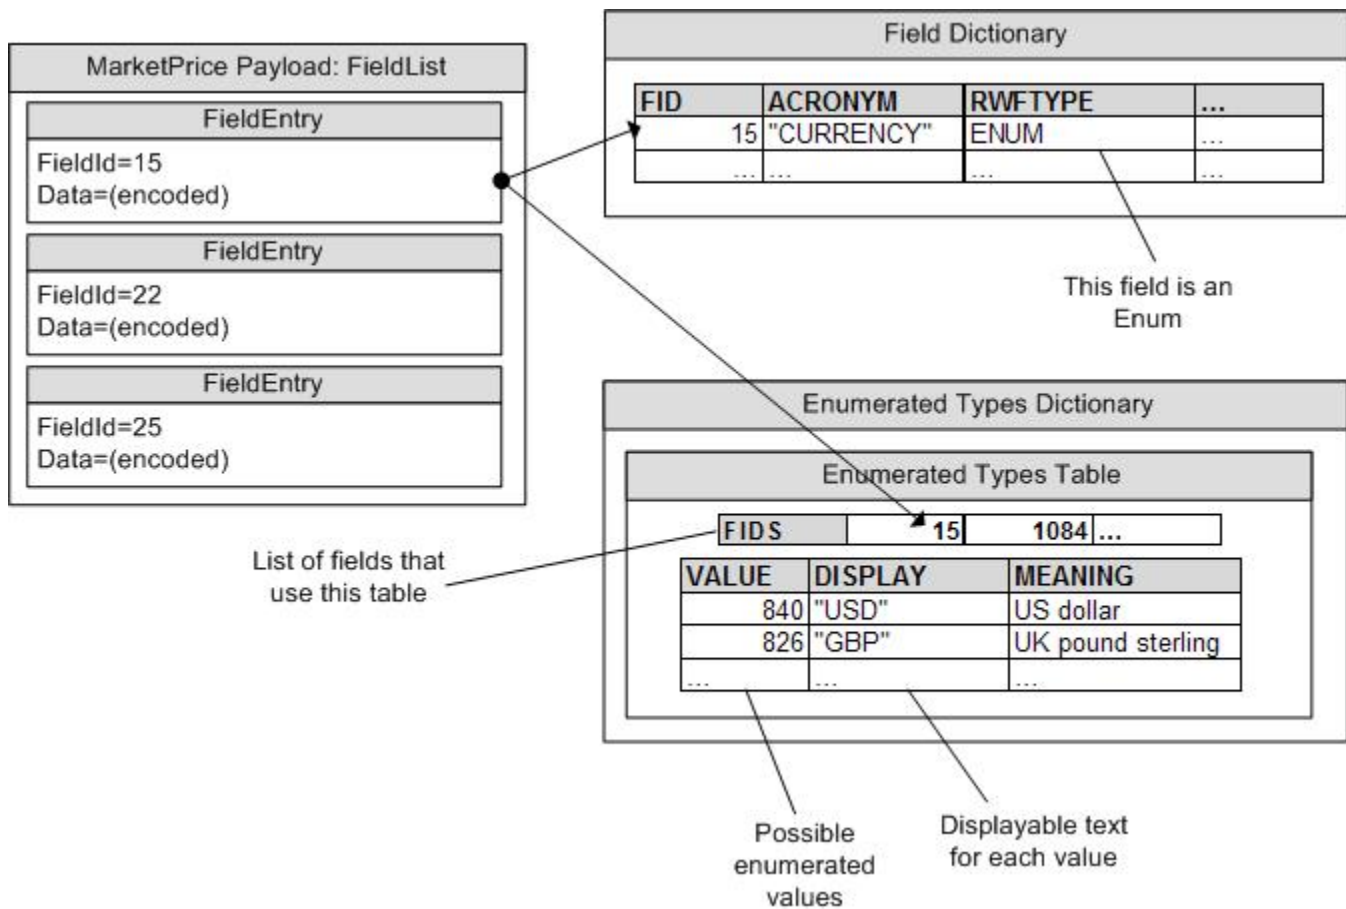 MarketPrice Payload: FieldList
FieldEntry
FieldId=15
Data=(encoded)
FieldEntry
FieldId=22
Data=(encoded)
FieldEntry
FieldId=25
Data=(encoded)
Field Dictionary
FID ACRONYM RWFTYPE ...
15 "CURRENCY" ENUM ...
... ... ... ...
This field is an
Enum
Enumerated Types Dictionary
Enumerated Types Table
FIDS 15 1084 ...
List of fields that
use this table
VALUE DISPLAY MEANING
840 "USD" US dollar
826 "GBP" UK pound sterling
... ... ...
Possible
enumerated
values
Displayable text
for each value